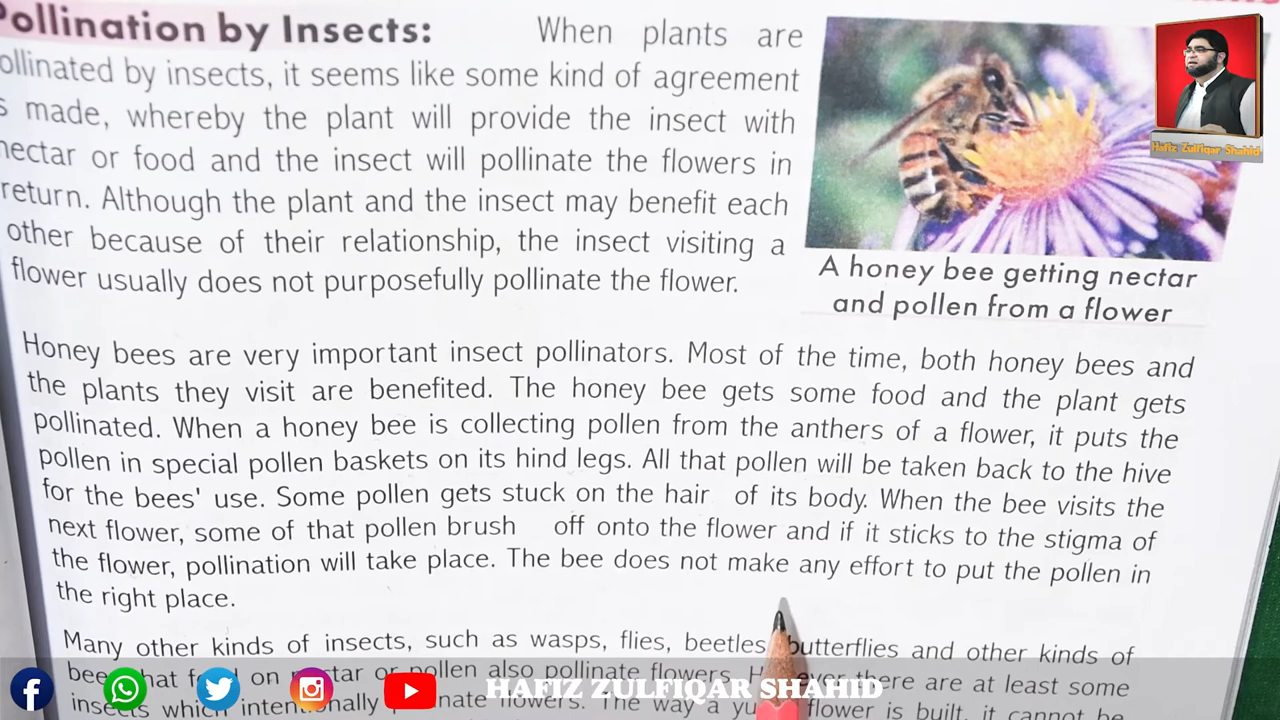 Pollination by Insects: When plants are
pollinated by insects, it seems like some kind of agreement
is made, whereby the plant will provide the insect with
nectar or food and the insect will pollinate the flowers in
return. Although the plant and the insect may benefit each
other because of their relationship, the insect visiting a
flower usually does not purposefully pollinate the flower.
A honey bee getting nectar
and pollen from a flower
Hafiz Zulfiqar Shahid
Honey bees are very important insect pollinators. Most of the time, both honey bees and
the plants they visit are benefited. The honey bee gets some food and the plant gets
pollinated. When a honey bee is collecting pollen from the anthers of a flower, it puts the
pollen in special pollen baskets on its hind legs. All that pollen will be taken back to the hive
for the bees' use. Some pollen gets stuck on the hair of its body. When the bee visits the
next flower, some of that pollen brush off onto the flower and if it sticks to the stigma of
the flower, pollination will take place. The bee does not make any effort to put the pollen in
the right place.
Many other kinds of insects, such as wasps, flies, beetles butterflies and other kinds of
bees that feed on nectar or pollen also pollinate flowers. However there are at least some
insects which intentionally pollinate flowers. The way a flower is built, it cannot be
HAFIZ ZULFIQAR SHAHID